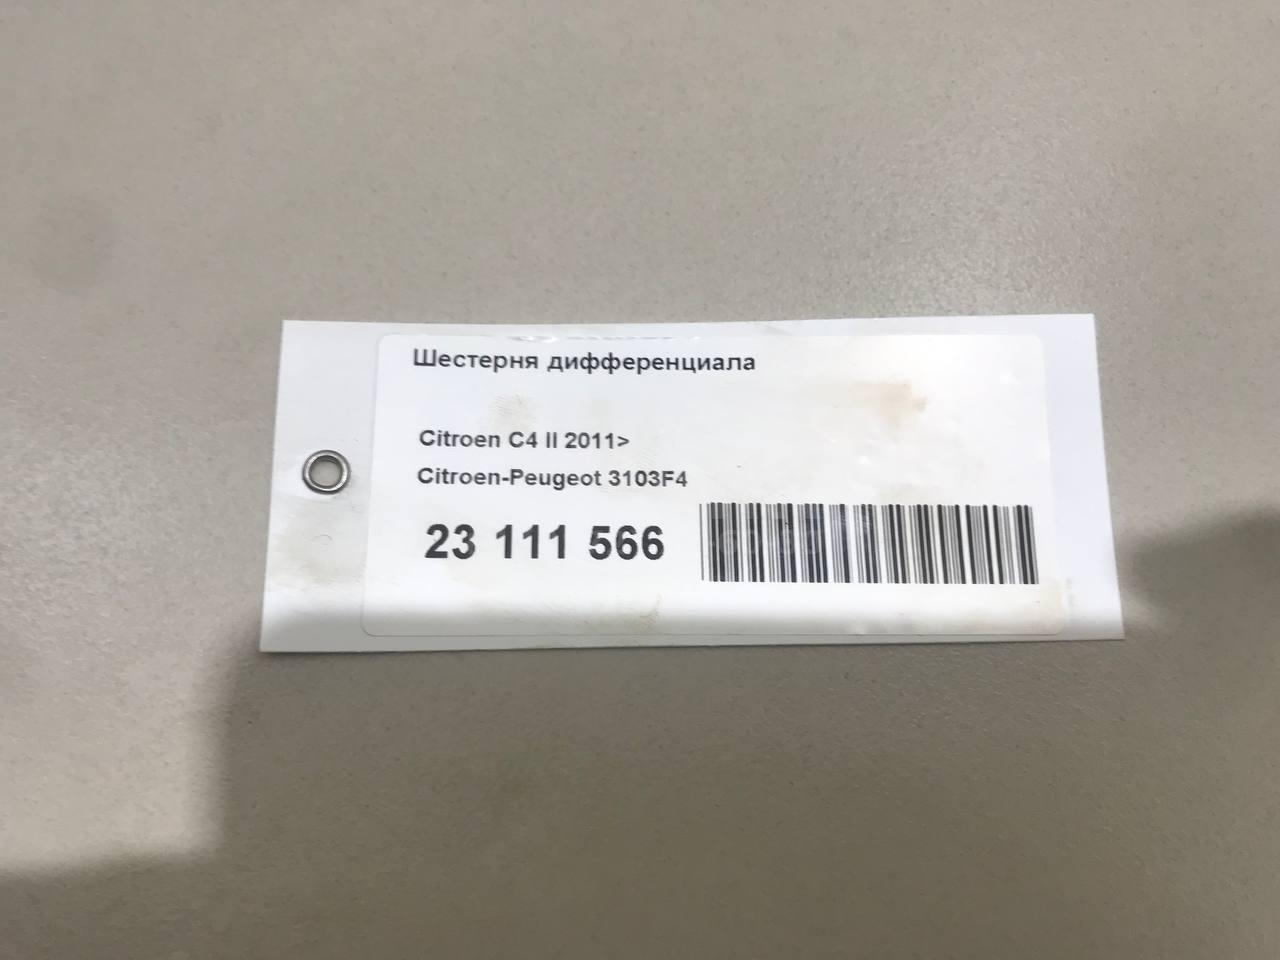 Шестерня дифференциала
Citroen C4 II 2011>
Citroen-Peugeot 3103F4
23 111 566